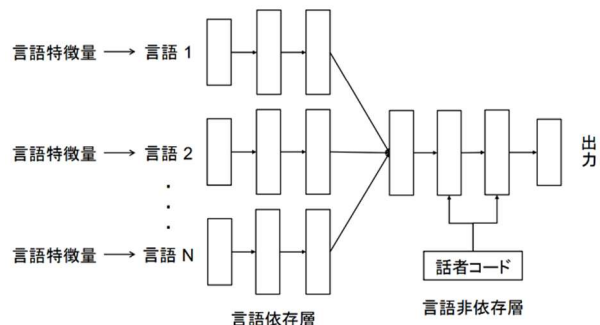 言語特徴量 → 言語 1
言語特徴量 → 言語 2
・
・
・
言語特徴量 → 言語 N
出力
話者コード
言語非依存層
言語依存層